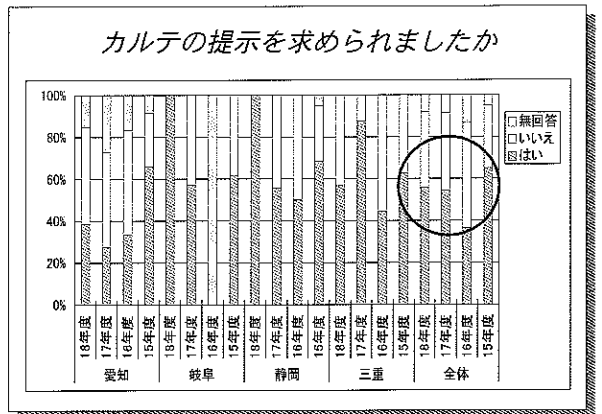 カルテの提示を求められましたか
100%
80%
60%
40%
20%
0%
無回答
いいえ
はい
18年度 17年度 16年度 15年度 18年度 17年度 16年度 15年度 18年度 17年度 16年度 15年度 18年度 17年度 16年度 15年度 18年度 17年度 16年度 15年度
愛知 岐阜 静岡 三重 全体